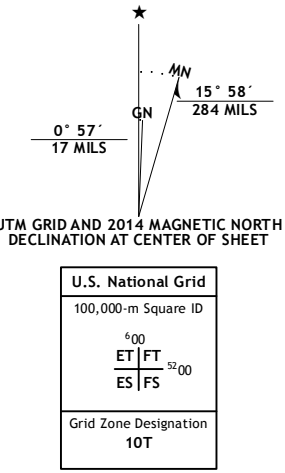 ★
MN
GN
15° 58´
284 MILS
0° 57´
17 MILS
UTM GRID AND 2014 MAGNETIC NORTH
DECLINATION AT CENTER OF SHEET
U.S. National Grid
100,000-m Square ID
600
ET FT
5200
ES FS
Grid Zone Designation
10T